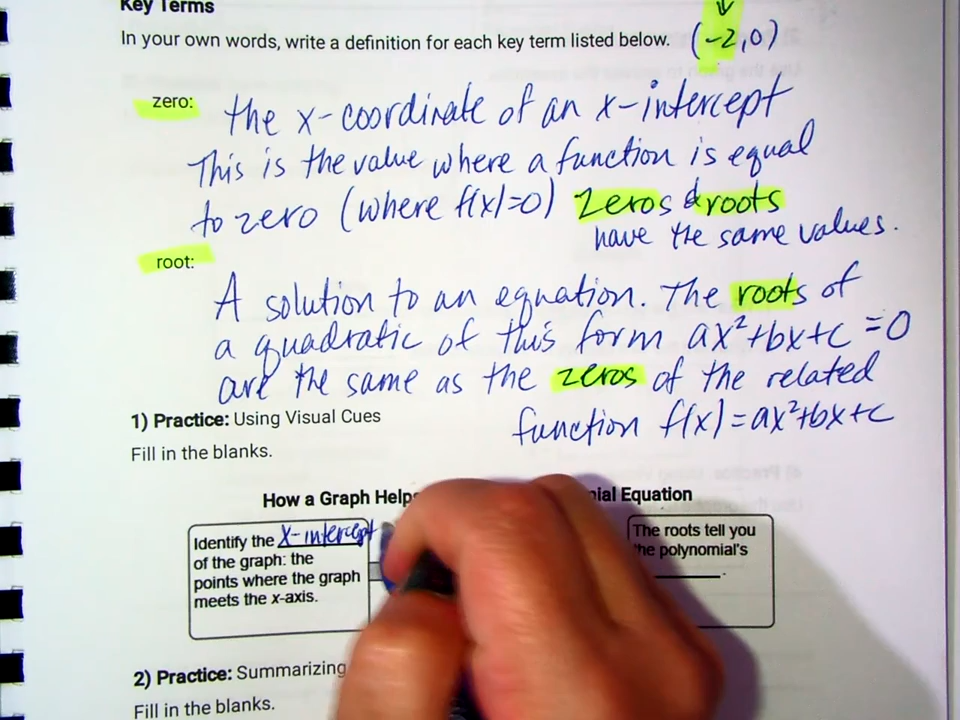 Key Terms
In your own words, write a definition for each key term listed below. (-2,0)
zero: the x-coordinate of an x-intercept
This is the value where a function is equal
to zero (where f(x)=0) zeros & roots
have the same values.
root:
A solution to an equation. The roots of
a quadratic of this form ax²+bx+c=0
are the same as the zeros of the related
function f(x)=ax²+bx+c
1) Practice: Using Visual Cues
Fill in the blanks.
How a Graph Helps Equation
Identify the x-intercept
of the graph: the
points where the graph
meets the x-axis.
The roots tell you
the polynomial's
.
2) Practice: Summarizing
Fill in the blanks.